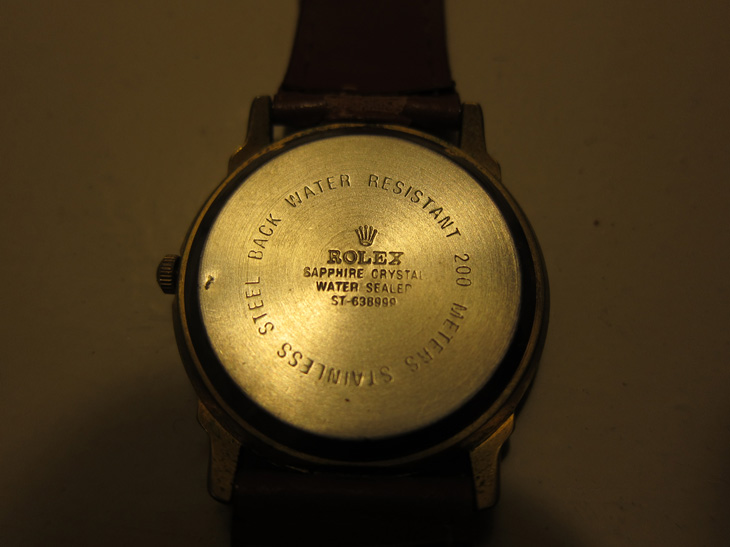 WATER RESISTANT 200 METERS STAINLESS STEEL BACK
ROLEX
SAPPHIRE CRYSTAL
WATER SEALED
ST-638999